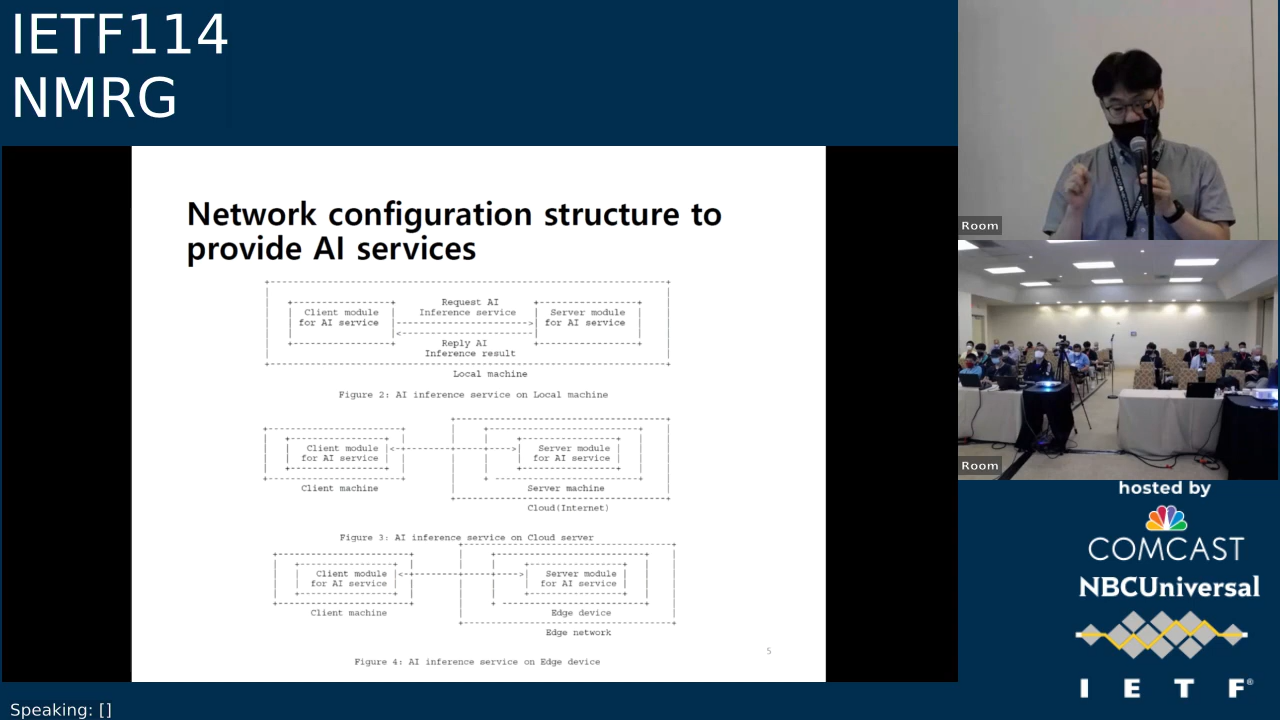 IETF114
NMRG
Network configuration structure to
provide AI services
Client module
for AI service
Request AI
Inference service
Reply AI
Inference result
Server module
for AI service
Local machine
Figure 2: AI inference service on Local machine
Client module
for AI service
Client machine
Server module
for AI service
Server machine
Cloud(Internet)
Figure 3: AI inference service on Cloud server
Client module
for AI service
Client machine
Server module
for AI service
Edge device
Edge network
Figure 4: AI inference service on Edge device
5
Room
Room
hosted by
COMCAST
NBCUniversal
I E T F®
Speaking: []